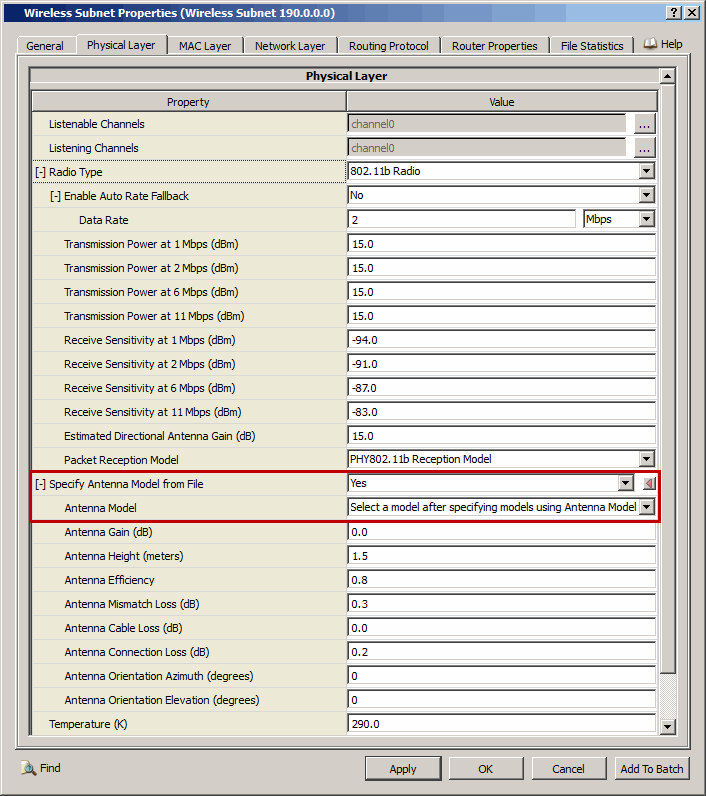 Wireless Subnet Properties (Wireless Subnet 190.0.0.0)
General Physical Layer MAC Layer Network Layer Routing Protocol Router Properties File Statistics Help
Physical Layer
Property Value
Listenable Channels channel0 ...
Listening Channels channel0 ...
[-] Radio Type 802.11b Radio
[-] Enable Auto Rate Fallback No
Data Rate 2 Mbps
Transmission Power at 1 Mbps (dBm) 15.0
Transmission Power at 2 Mbps (dBm) 15.0
Transmission Power at 6 Mbps (dBm) 15.0
Transmission Power at 11 Mbps (dBm) 15.0
Receive Sensitivity at 1 Mbps (dBm) -94.0
Receive Sensitivity at 2 Mbps (dBm) -91.0
Receive Sensitivity at 6 Mbps (dBm) -87.0
Receive Sensitivity at 11 Mbps (dBm) -83.0
Estimated Directional Antenna Gain (dB) 15.0
Packet Reception Model PHY802.11b Reception Model
[-] Specify Antenna Model from File Yes
Antenna Model Select a model after specifying models using Antenna Model
Antenna Gain (dB) 0.0
Antenna Height (meters) 1.5
Antenna Efficiency 0.8
Antenna Mismatch Loss (dB) 0.3
Antenna Cable Loss (dB) 0.0
Antenna Connection Loss (dB) 0.2
Antenna Orientation Azimuth (degrees) 0
Antenna Orientation Elevation (degrees) 0
Temperature (K) 290.0
Find Apply OK Cancel Add To Batch